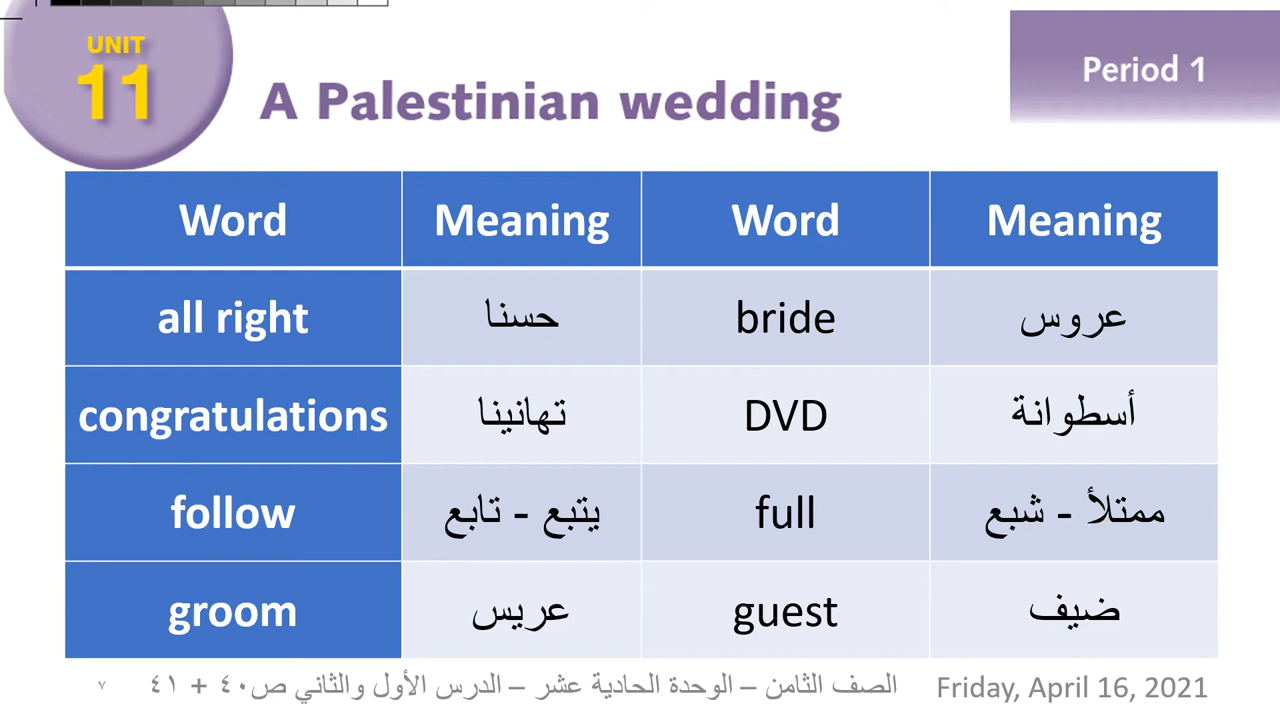 UNIT
11
A Palestinian wedding
Period 1
Word Meaning Word Meaning
all right حسنا bride عروس
congratulations تهانينا DVD أسطوانة
follow يتبع - تابع full ممتلأ - شبع
groom عريس guest ضيف
٧ الصف الثامن – الوحدة الحادية عشر – الدرس الأول والثاني ص٤٠ + ٤١ Friday, April 16, 2021